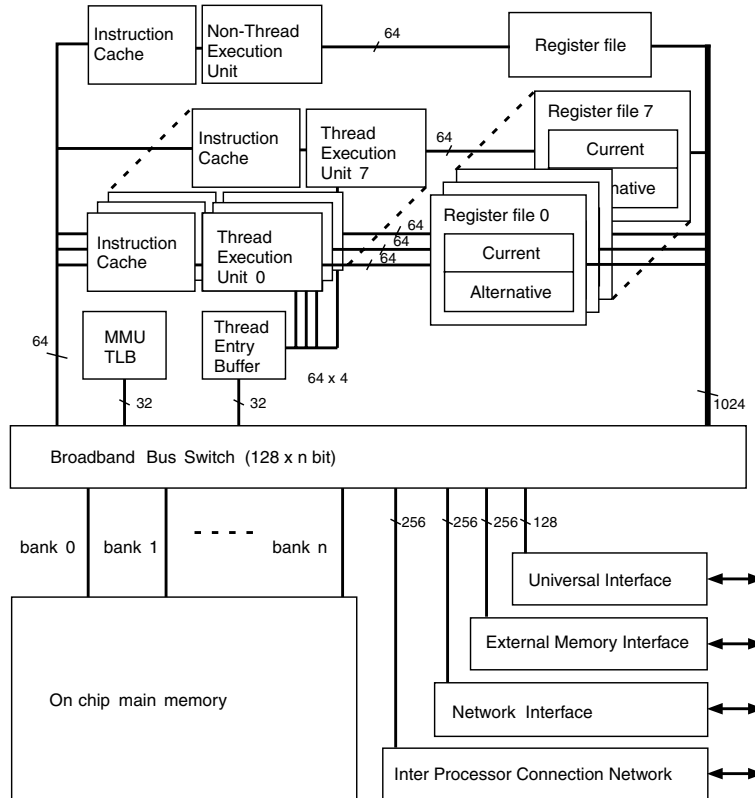 Instruction
Cache
Non-Thread
Execution
Unit
64
Register file
Instruction
Cache
Thread
Execution
Unit 7
64
Register file 7
Current
native
Instruction
Cache
Thread
Execution
Unit 0
64
64
64
Register file 0
Current
Alternative
64
MMU
TLB
Thread
Entry
Buffer
64 x 4
32
32
1024
Broadband Bus Switch (128 x n bit)
256
256
256
128
bank 0
bank 1
bank n
Universal Interface
External Memory Interface
On chip main memory
Network Interface
Inter Processor Connection Network